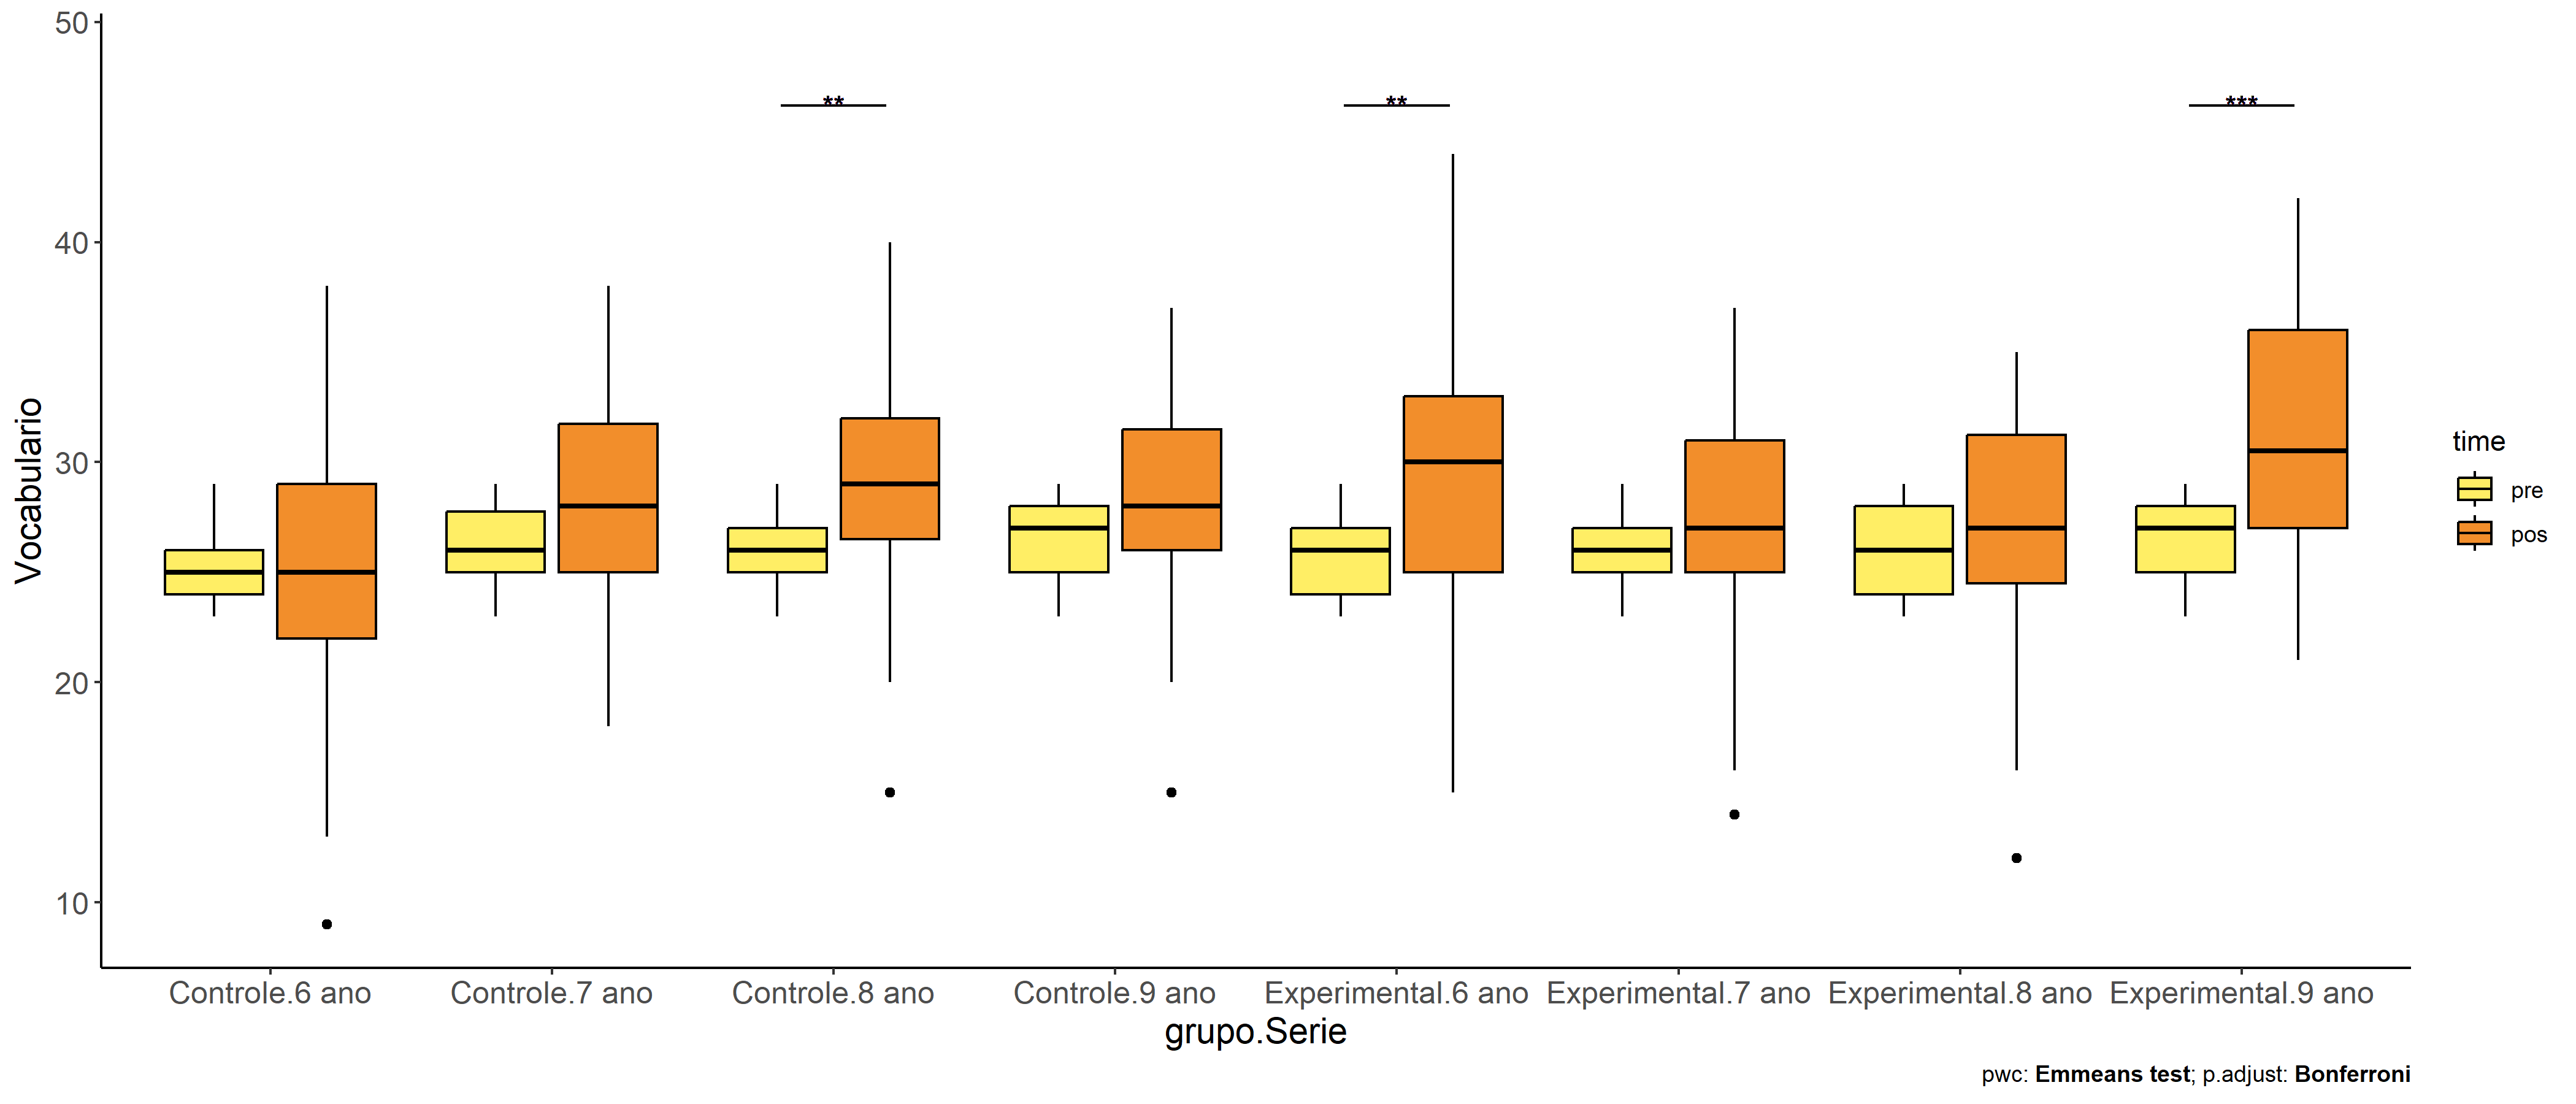 50
** ** ***
40
30
20
10
Vocabulario
Controle.6 ano Controle.7 ano Controle.8 ano Controle.9 ano Experimental.6 ano Experimental.7 ano Experimental.8 ano Experimental.9 ano
grupo.Serie
time
pre
pos
pwc: Emmeans test; p.adjust: Bonferroni